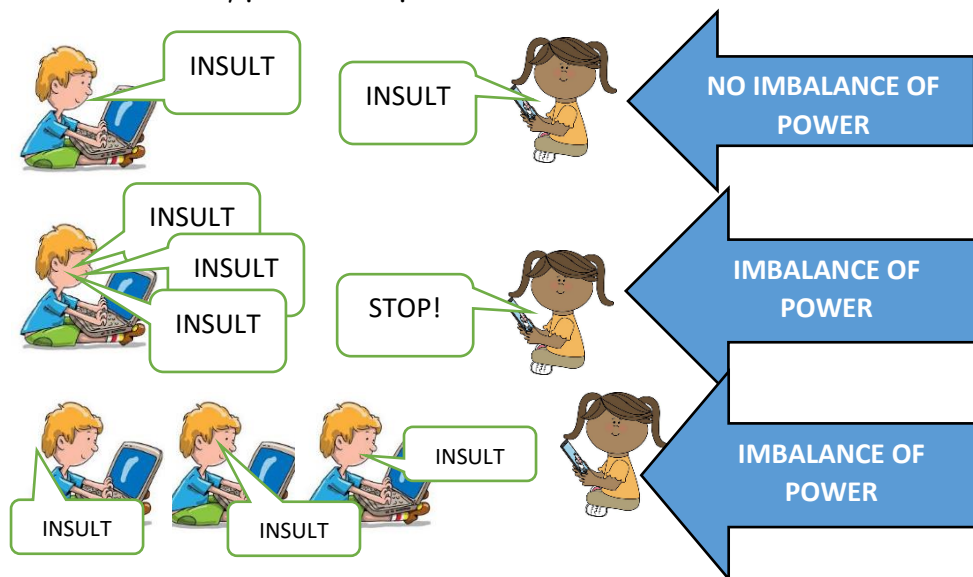 INSULT
INSULT
NO IMBALANCE OF
POWER
INSULT
INSULT
INSULT
STOP!
IMBALANCE OF
POWER
INSULT
INSULT
INSULT
IMBALANCE OF
POWER